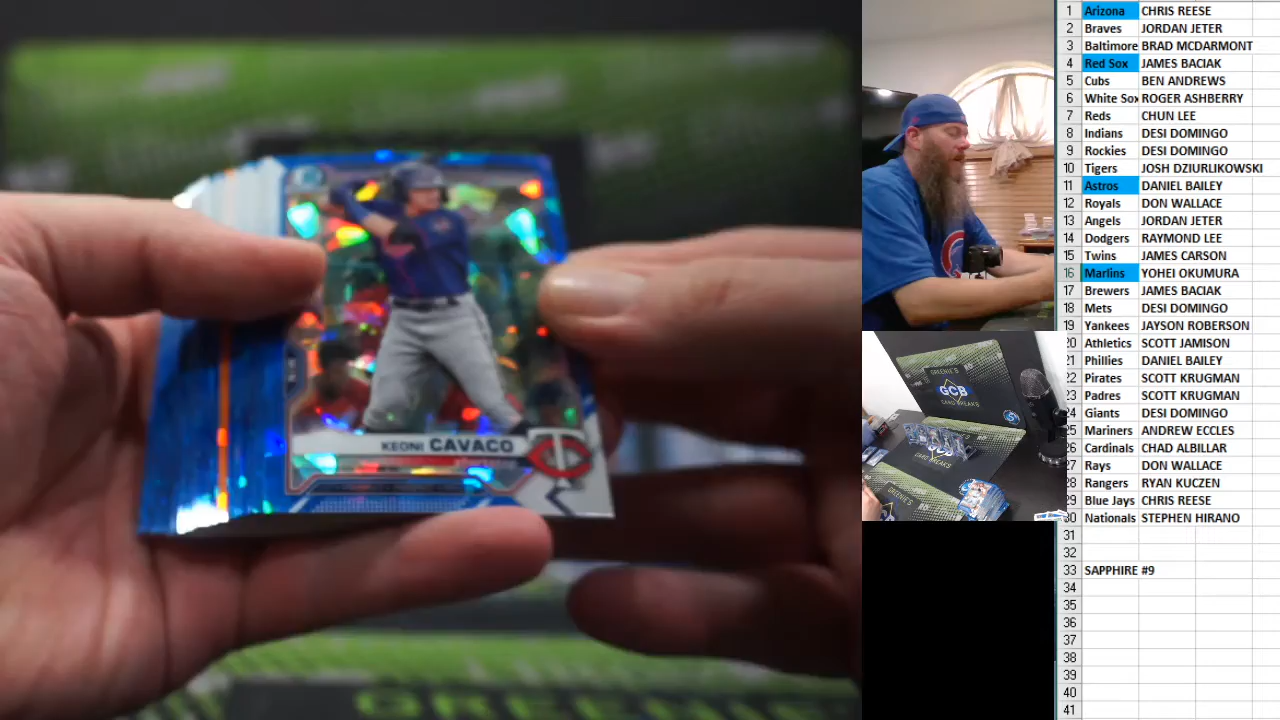 KEONI CAVACO
GREENIE'S
GCB
CARD BREAKS
CARD BREAKS
1 Arizona CHRIS REESE
2 Braves JORDAN JETER
3 Baltimore BRAD MCDARMONT
4 Red Sox JAMES BACIAK
5 Cubs BEN ANDREWS
6 White Sox ROGER ASHBERRY
7 Reds CHUN LEE
8 Indians DESI DOMINGO
9 Rockies DESI DOMINGO
10 Tigers JOSH DZIURLIKOWSKI
11 Astros DANIEL BAILEY
12 Royals DON WALLACE
13 Angels JORDAN JETER
14 Dodgers RAYMOND LEE
15 Twins JAMES CARSON
16 Marlins YOHEI OKUMURA
17 Brewers JAMES BACIAK
18 Mets DESI DOMINGO
19 Yankees JAYSON ROBERSON
20 Athletics SCOTT JAMISON
21 Phillies DANIEL BAILEY
22 Pirates SCOTT KRUGMAN
23 Padres SCOTT KRUGMAN
24 Giants DESI DOMINGO
25 Mariners ANDREW ECCLES
26 Cardinals CHAD ALBILLAR
27 Rays DON WALLACE
28 Rangers RYAN KUCZEN
29 Blue Jays CHRIS REESE
30 Nationals STEPHEN HIRANO
31
32
33 SAPPHIRE #9
34
35
36
37
38
39
40
41